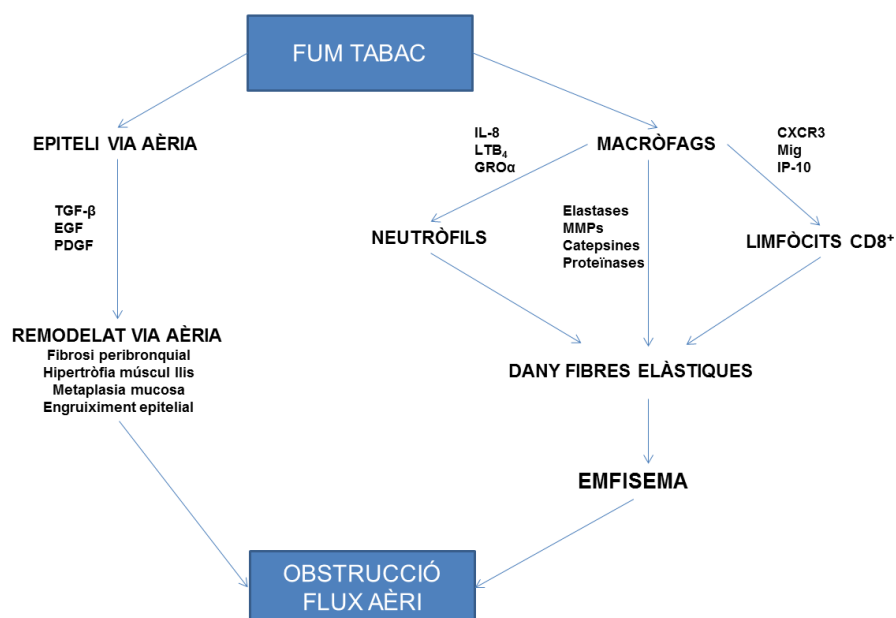 FUM TABAC
EPITELI VIA AÈRIA
IL-8
LTB₄
GROα
MACRÒFAGS
CXCR3
Mig
IP-10
TGF-β
EGF
PDGF
NEUTRÒFILS
Elastases
MMPs
Catepsines
Proteïnases
LIMFÒCITS CD8⁺
REMODELAT VIA AÈRIA
Fibrosi peribronquial
Hipertròfia múscul llis
Metaplasia mucosa
Engruiximent epitelial
DANY FIBRES ELÀSTIQUES
EMFISEMA
OBSTRUCCIÓ
FLUX AÈRI